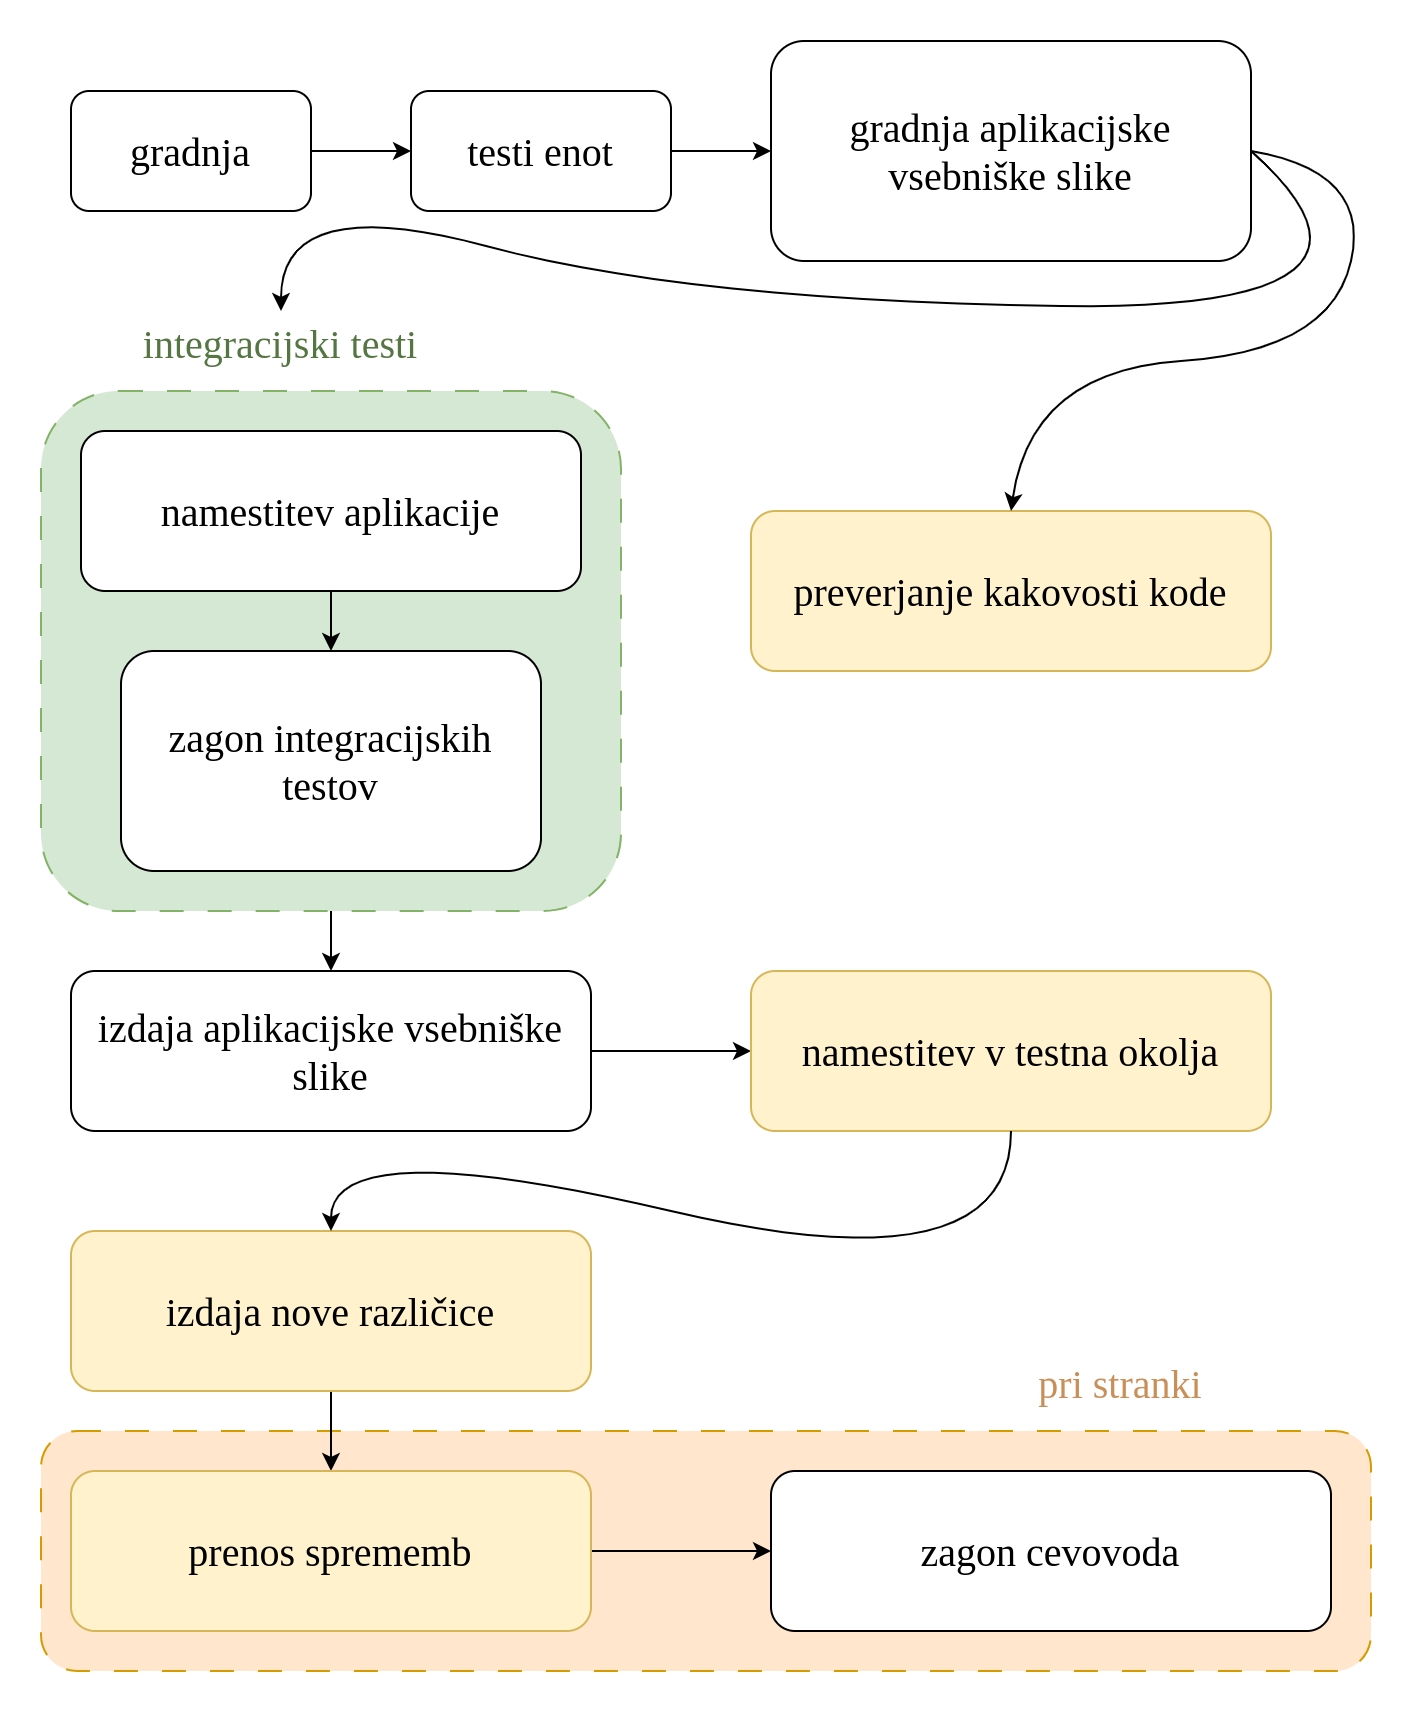 gradnja
testi enot
gradnja aplikacijske
vsebniške slike
integracijski testi
namestitev aplikacije
preverjanje kakovosti kode
zagon integracijskih
testov
izdaja aplikacijske vsebniške
slike
namestitev v testna okolja
izdaja nove različice
pri stranki
prenos sprememb
zagon cevovoda